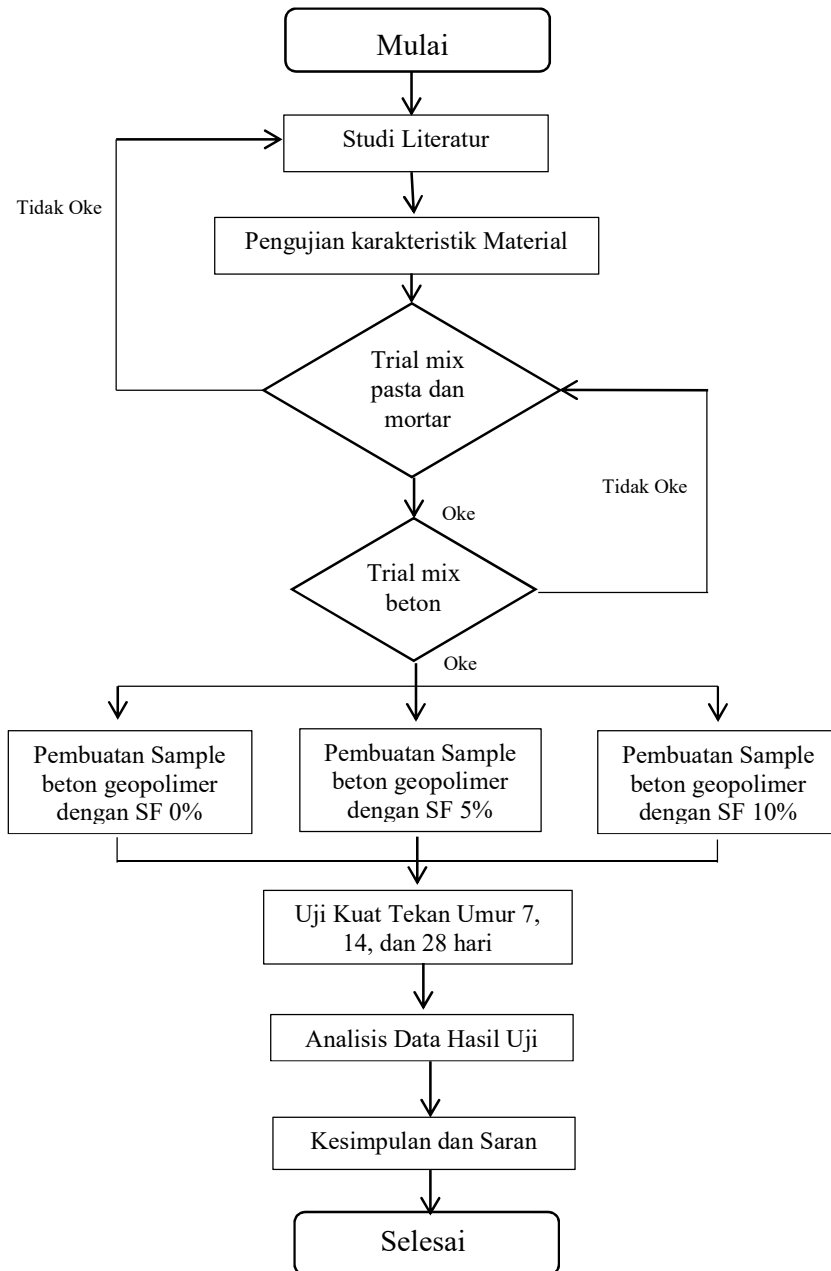 Mulai
Studi Literatur
Tidak Oke
Pengujian karakteristik Material
Trial mix
pasta dan
mortar
Tidak Oke
Oke
Trial mix
beton
Oke
Pembuatan Sample
beton geopolimer
dengan SF 0%
Pembuatan Sample
beton geopolimer
dengan SF 5%
Pembuatan Sample
beton geopolimer
dengan SF 10%
Uji Kuat Tekan Umur 7,
14, dan 28 hari
Analisis Data Hasil Uji
Kesimpulan dan Saran
Selesai